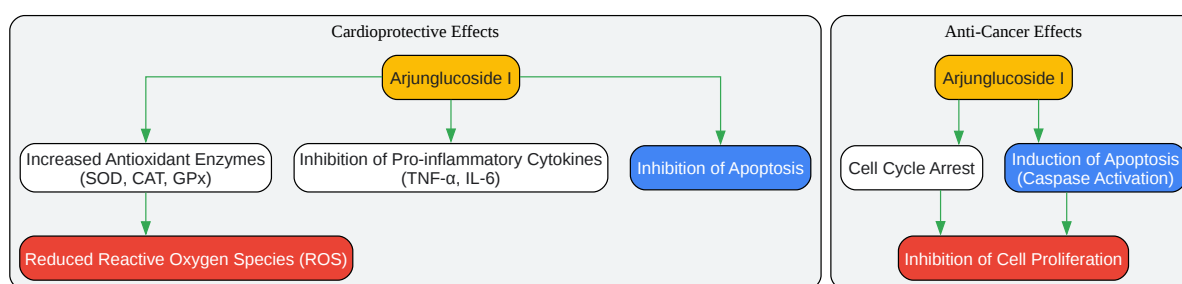 Cardioprotective Effects
Arjunglucoside I
Increased Antioxidant Enzymes
(SOD, CAT, GPx)
Inhibition of Pro-inflammatory Cytokines
(TNF-α, IL-6)
Inhibition of Apoptosis
Reduced Reactive Oxygen Species (ROS)
Anti-Cancer Effects
Arjunglucoside I
Cell Cycle Arrest
Induction of Apoptosis
(Caspase Activation)
Inhibition of Cell Proliferation